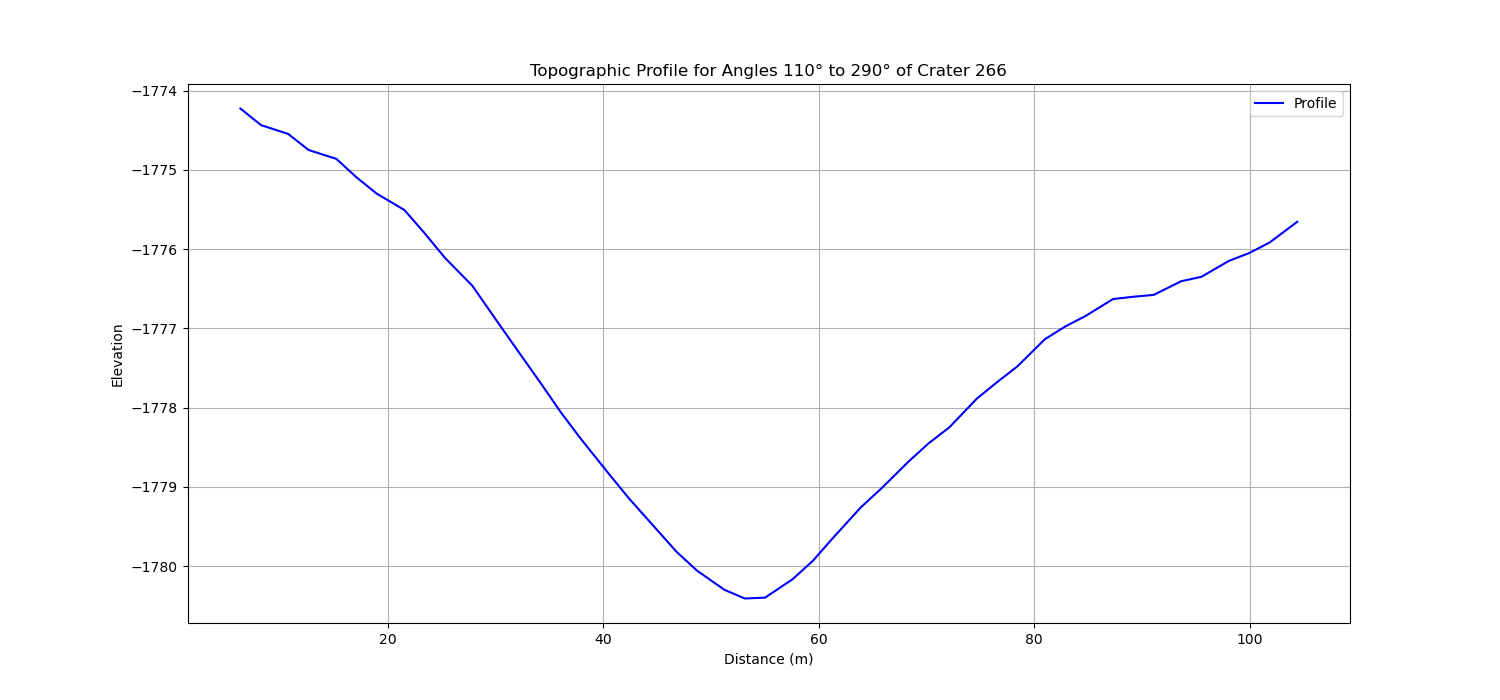 Topographic Profile for Angles 110° to 290° of Crater 266
Profile
Elevation
−1774
−1775
−1776
−1777
−1778
−1779
−1780
20 40 60 80 100
Distance (m)